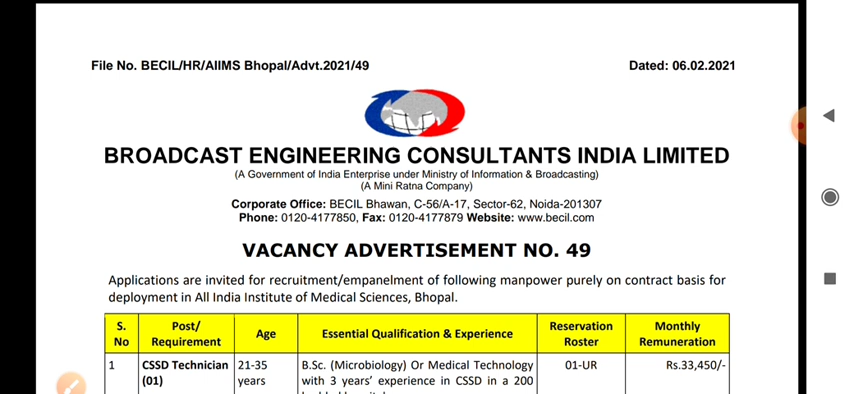 File No. BECIL/HR/AIIMS Bhopal/Advt.2021/49 Dated: 06.02.2021
BROADCAST ENGINEERING CONSULTANTS INDIA LIMITED
(A Government of India Enterprise under Ministry of Information & Broadcasting)
(A Mini Ratna Company)
Corporate Office: BECIL Bhawan, C-56/A-17, Sector-62, Noida-201307
Phone: 0120-4177850, Fax: 0120-4177879 Website: www.becil.com
VACANCY ADVERTISEMENT NO. 49
Applications are invited for recruitment/empanelment of following manpower purely on contract basis for
deployment in All India Institute of Medical Sciences, Bhopal.
S. Post/ Reservation Monthly
No Requirement Age Essential Qualification & Experience Roster Remuneration
1 CSSD Technician 21-35 B.Sc. (Microbiology) Or Medical Technology 01-UR Rs.33,450/-
(01) years with 3 years' experience in CSSD in a 200